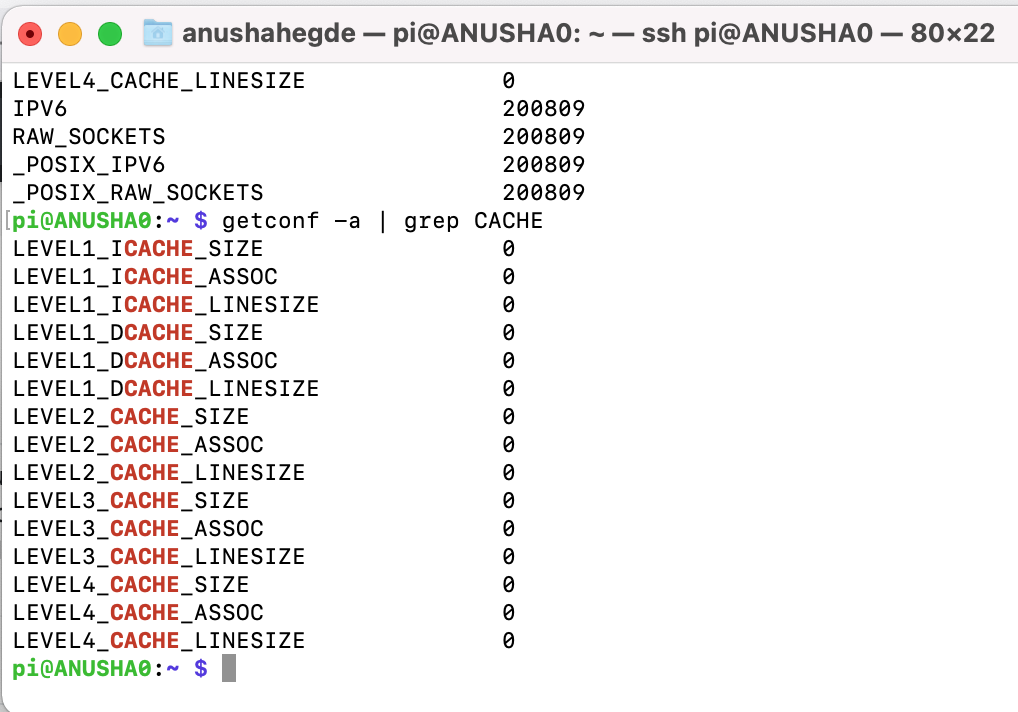 anushahegde — pi@ANUSHA0: ~ — ssh pi@ANUSHA0 — 80×22
LEVEL4_CACHE_LINESIZE 0
IPV6 200809
RAW_SOCKETS 200809
_POSIX_IPV6 200809
_POSIX_RAW_SOCKETS 200809
[pi@ANUSHA0:~ $ getconf -a | grep CACHE
LEVEL1_ICACHE_SIZE 0
LEVEL1_ICACHE_ASSOC 0
LEVEL1_ICACHE_LINESIZE 0
LEVEL1_DCACHE_SIZE 0
LEVEL1_DCACHE_ASSOC 0
LEVEL1_DCACHE_LINESIZE 0
LEVEL2_CACHE_SIZE 0
LEVEL2_CACHE_ASSOC 0
LEVEL2_CACHE_LINESIZE 0
LEVEL3_CACHE_SIZE 0
LEVEL3_CACHE_ASSOC 0
LEVEL3_CACHE_LINESIZE 0
LEVEL4_CACHE_SIZE 0
LEVEL4_CACHE_ASSOC 0
LEVEL4_CACHE_LINESIZE 0
pi@ANUSHA0:~ $